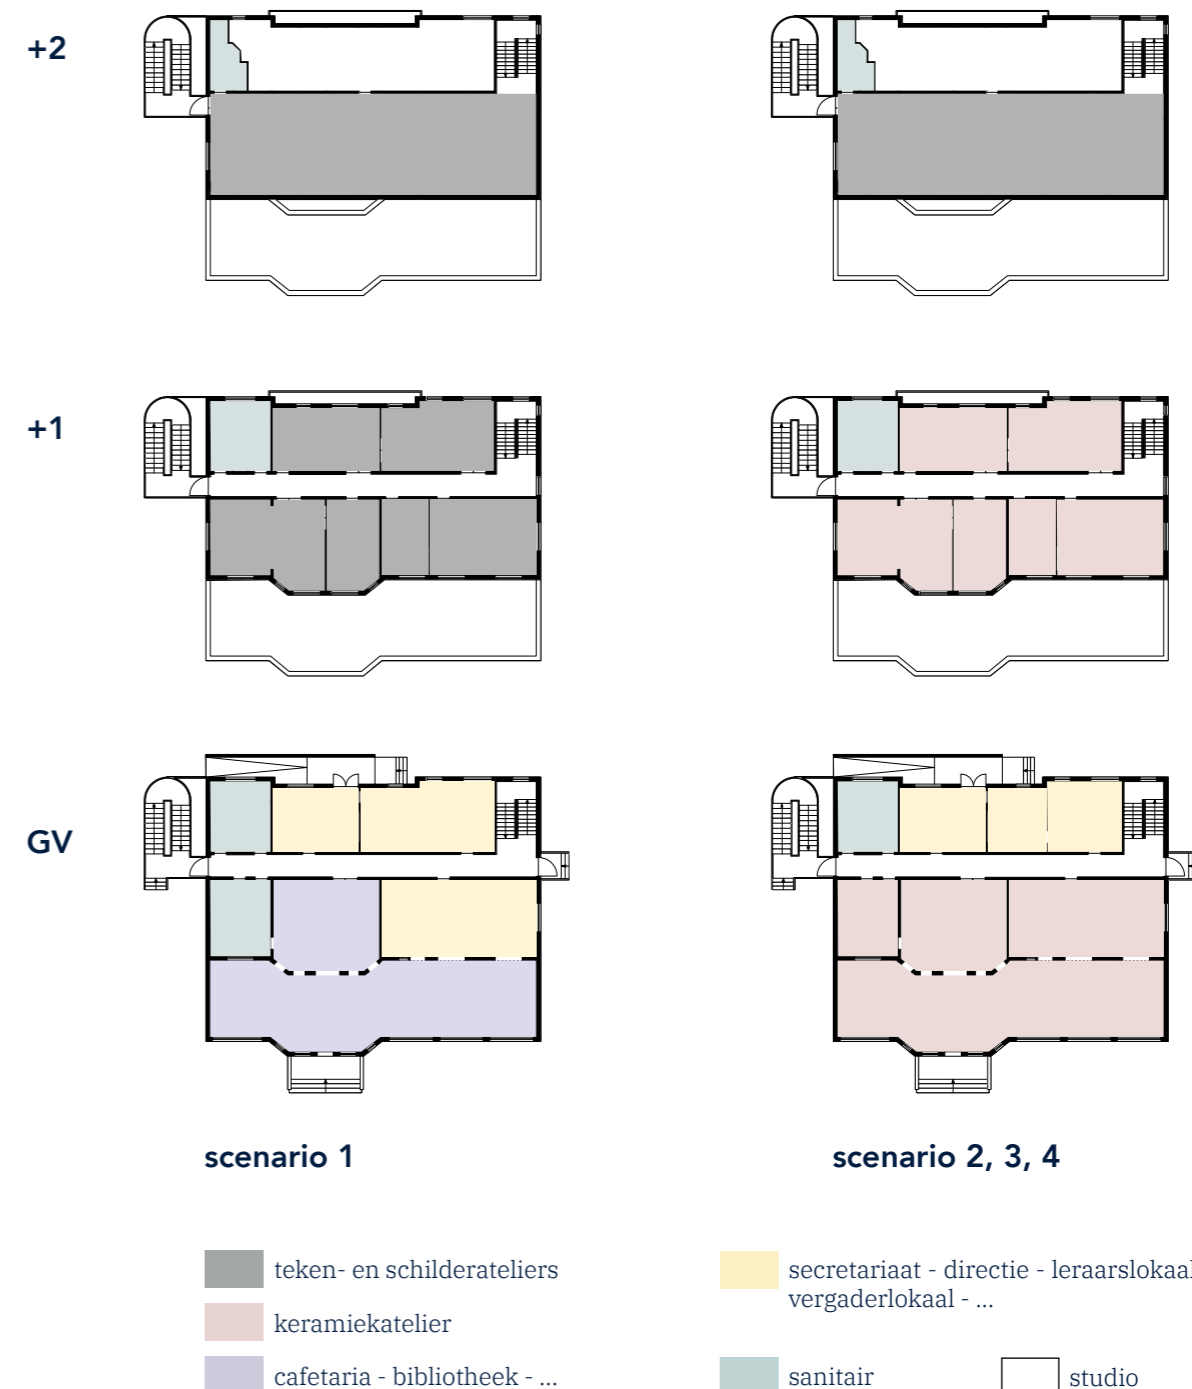 +2
+1
GV
scenario 1
scenario 2, 3, 4
teken- en schilderateliers
keramiekatelier
cafetaria - bibliotheek - ...
secretariaat - directie - leraarslokaal
vergaderlokaal - ...
sanitair
studio